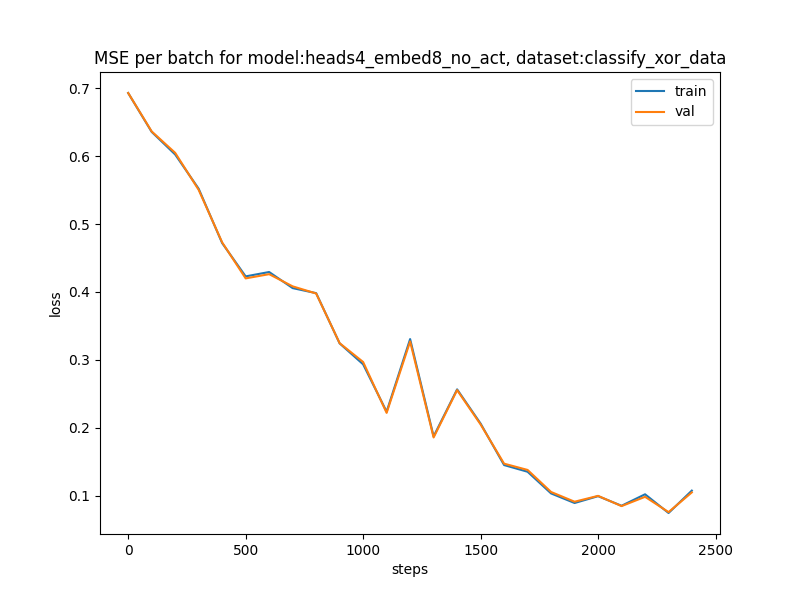 MSE per batch for model:heads4_embed8_no_act, dataset:classify_xor_data
train
val
0.7
0.6
0.5
0.4
0.3
0.2
0.1
loss
0 500 1000 1500 2000 2500
steps